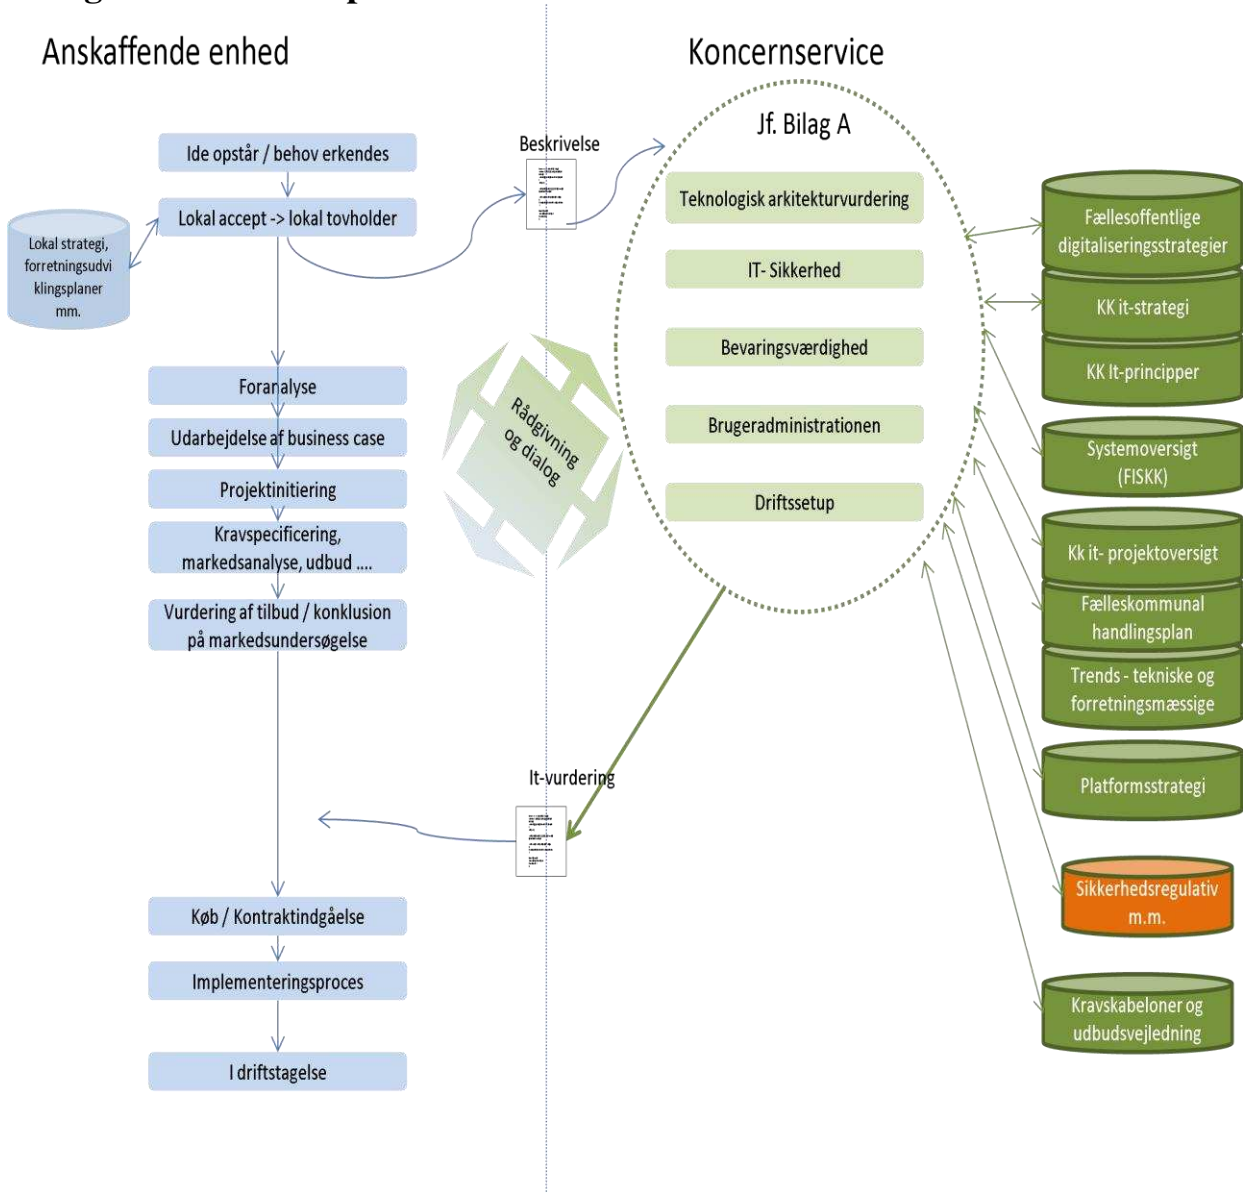 Anskaffende enhed
Koncernservice
Ide opstår / behov erkendes
Lokal accept -> lokal tovholder
Lokal strategi,
forretningsudvi
klingsplaner
mm.
Foranalyse
Udarbejdelse af business case
Projektinitiering
Kravspecificering,
markedsanalyse, udbud ....
Vurdering af tilbud / konklusion
på markedsundersøgelse
Køb / Kontraktindgåelse
Implementeringsproces
I driftstagelse
Beskrivelse
Rådgivning
og dialog
It-vurdering
Jf. Bilag A
Teknologisk arkitekturvurdering
IT- Sikkerhed
Bevaringsværdighed
Brugeradministrationen
Driftssetup
Fællesoffentlige
digitaliseringsstrategier
KK it-strategi
KK It-principper
Systemoversigt
(FISKK)
Kk it- projektoversigt
Fælleskommunal
handlingsplan
Trends - tekniske og
forretningsmæssige
Platformsstrategi
Sikkerhedsregulativ
m.m.
Kravskabeloner og
udbudsvejledning